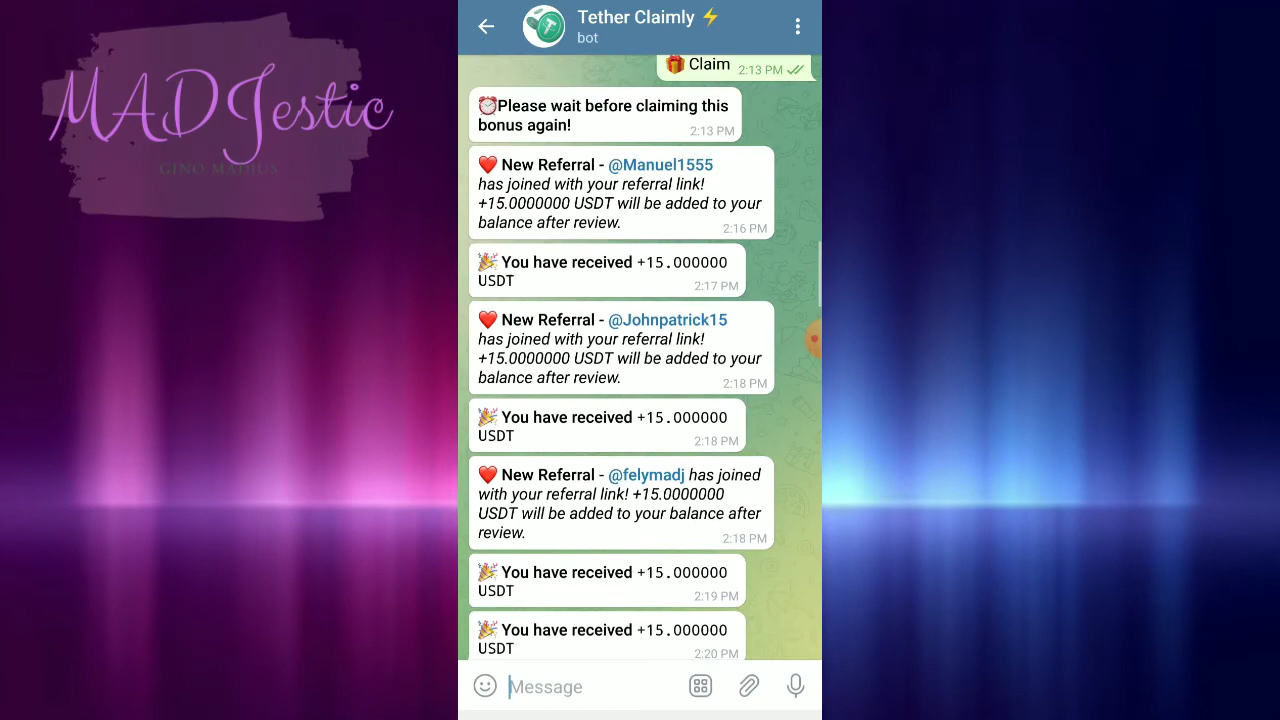 MADJestic
GINO MADIUS
Tether Claimly ⚡
bot
🎁 Claim 2:13 PM
⏰Please wait before claiming this
bonus again! 2:13 PM
❤️ New Referral - @Manuel1555
has joined with your referral link!
+15.0000000 USDT will be added to your
balance after review. 2:16 PM
🎉 You have received +15.000000
USDT 2:17 PM
❤️ New Referral - @Johnpatrick15
has joined with your referral link!
+15.0000000 USDT will be added to your
balance after review. 2:18 PM
🎉 You have received +15.000000
USDT 2:18 PM
❤️ New Referral - @felymadj has joined
with your referral link! +15.0000000
USDT will be added to your balance after
review. 2:18 PM
🎉 You have received +15.000000
USDT 2:19 PM
🎉 You have received +15.000000
USDT 2:20 PM
Message